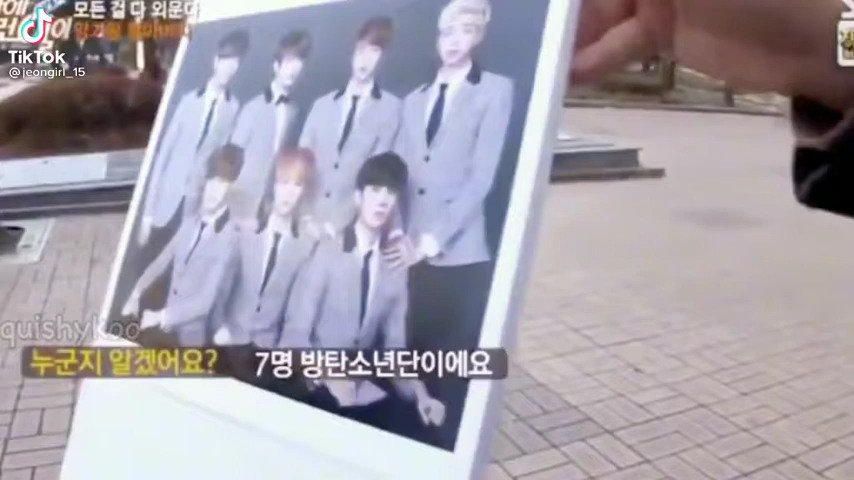 TikTok
@jeongirl_15
모든 걸 다 외운다
quishykoo
누군지 알겠어요? 7명 방탄소년단이에요